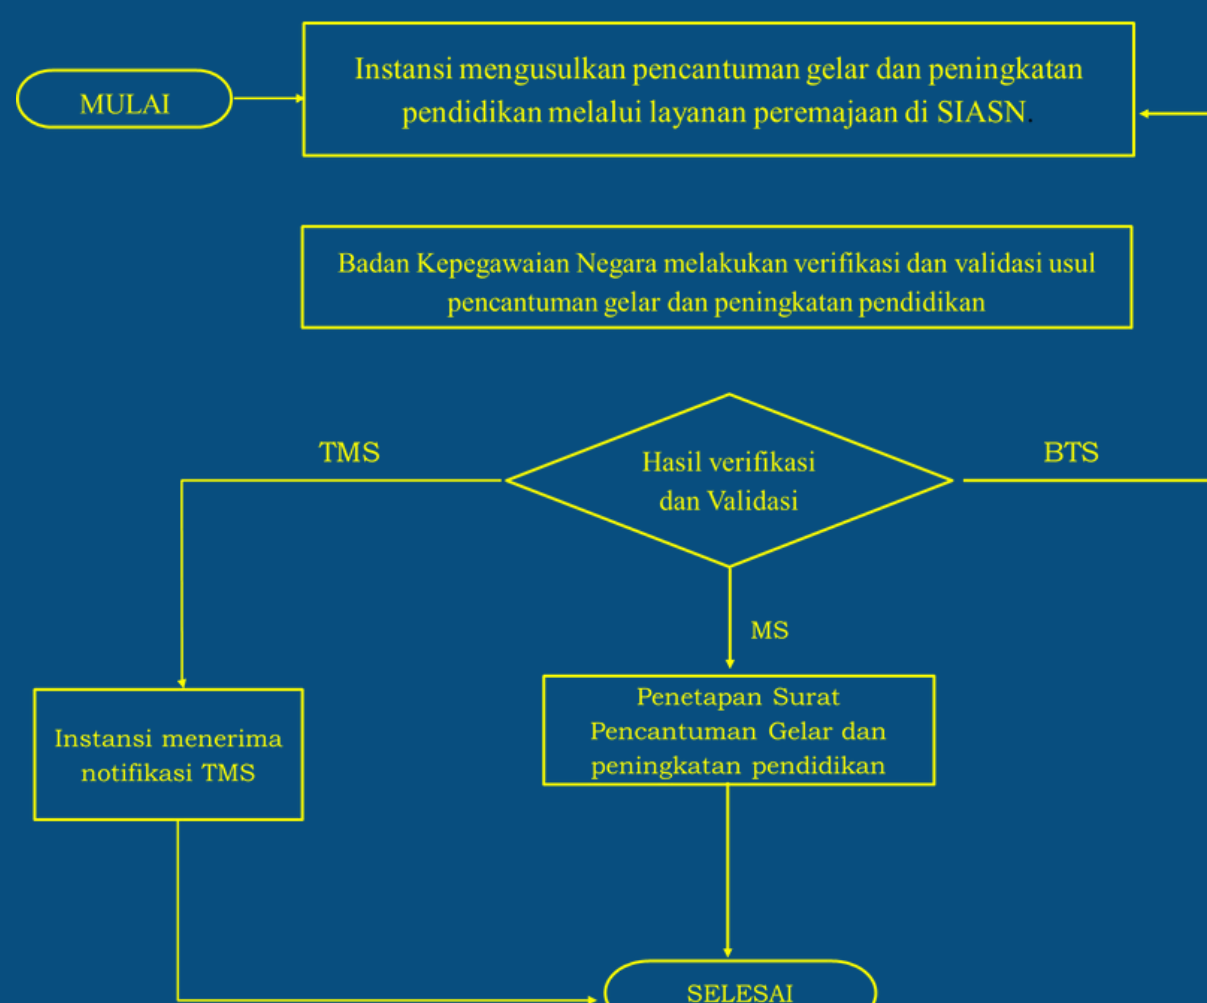 MULAI
Instansi mengusulkan pencantuman gelar dan peningkatan
pendidikan melalui layanan peremajaan di SIASN.
Badan Kepegawaian Negara melakukan verifikasi dan validasi usul
pencantuman gelar dan peningkatan pendidikan
TMS
Hasil verifikasi
dan Validasi
BTS
MS
Instansi menerima
notifikasi TMS
Penetapan Surat
Pencantuman Gelar dan
peningkatan pendidikan
SELESAI